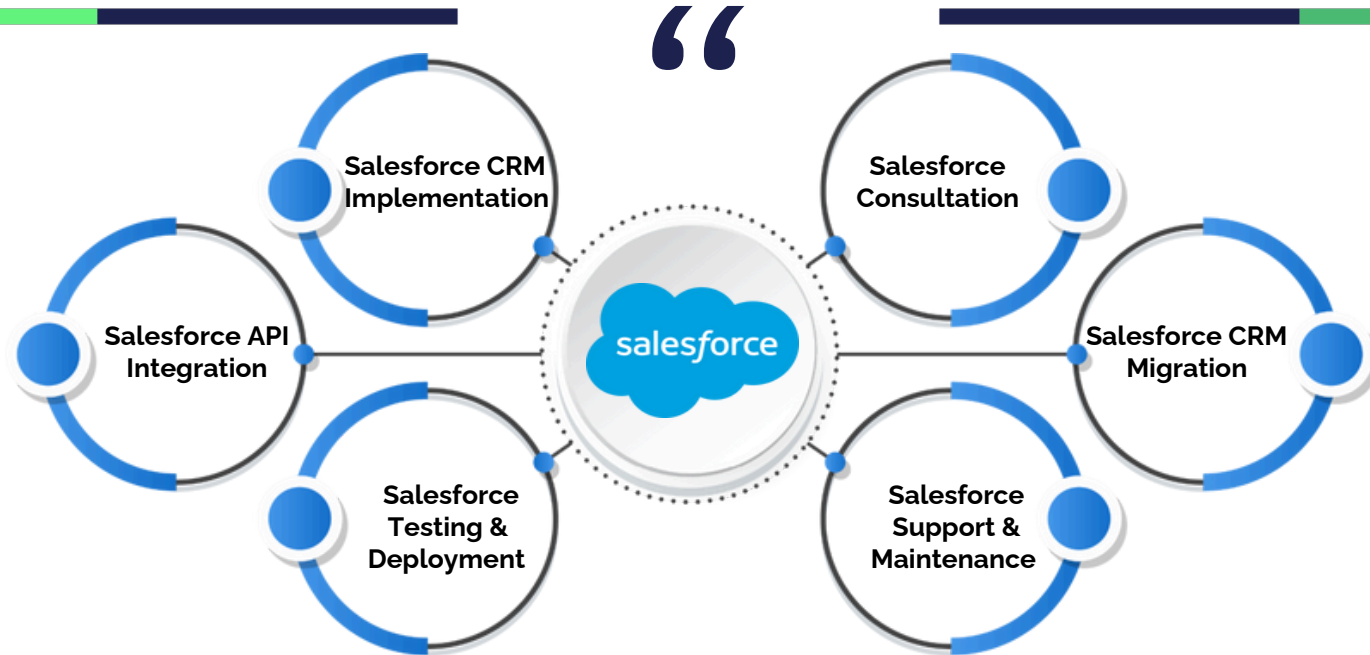 “
Salesforce CRM
Implementation
Salesforce
Consultation
Salesforce API
Integration
salesforce
Salesforce CRM
Migration
Salesforce
Testing &
Deployment
Salesforce
Support &
Maintenance